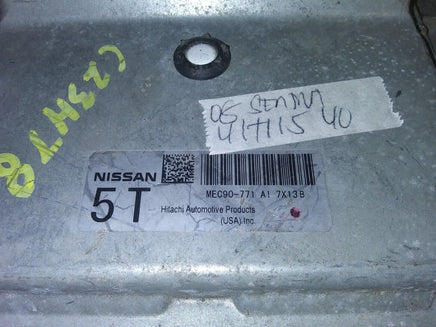 05 SENTRA
417115 40
NISSAN
5T
MEC90-771 A1 7X13B
Hitachi Automotive Products
(USA) Inc.